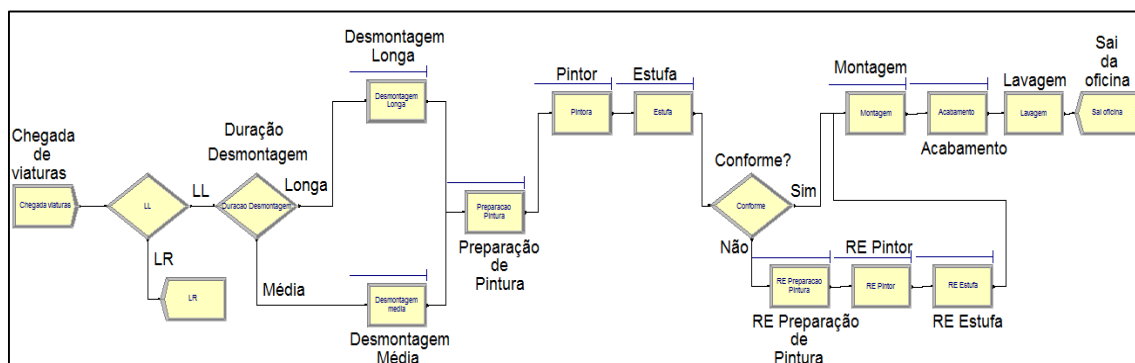 Chegada
de
viaturas
Chegada viaturas
LL
LL
LR
LR
Duração
Desmontagem
Duracao Desmontagem
Longa
Média
Desmontagem
Longa
Desmontagem
Longa
Desmontagem
media
Desmontagem
Média
Preparacao
Pintura
Preparação
de
Pintura
Pintor
Pintora
Estufa
Estufa
Conforme?
Conforme
Sim
Não
RE Preparacao
Pintura
RE Preparação
de
Pintura
RE Pintor
RE Pintor
RE Estufa
RE Estufa
Montagem
Montagem
Acabamento
Acabamento
Lavagem
Lavagem
Sai
da
oficina
Sai oficina